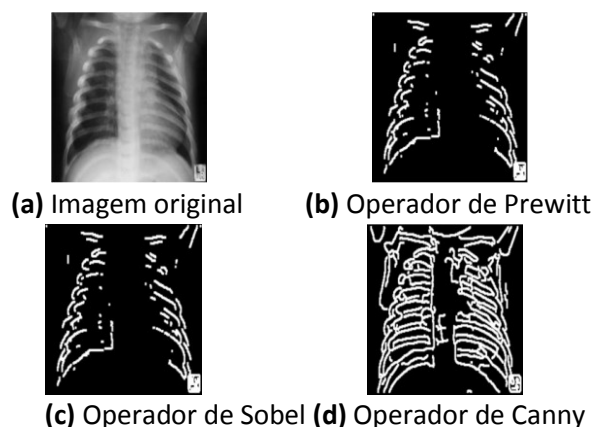 (a) Imagem original
(b) Operador de Prewitt
(c) Operador de Sobel
(d) Operador de Canny